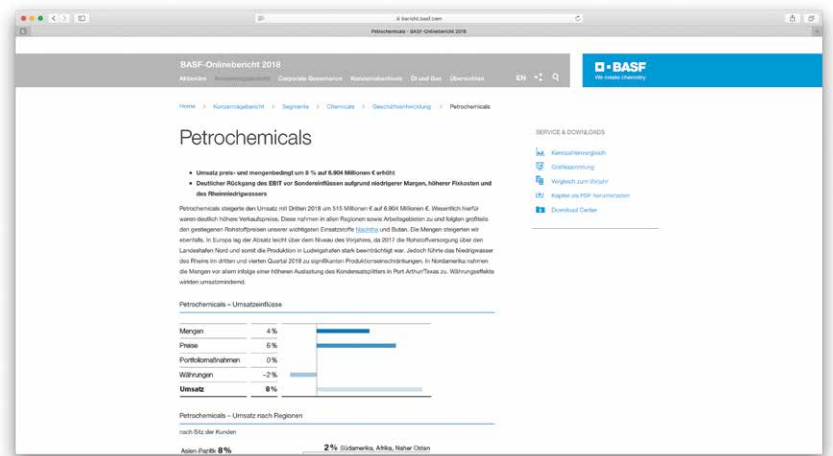 bericht.basf.com
Petrochemicals - BASF-Onlinebericht 2018
BASF-Onlinebericht 2018
Aktionäre Konzernlagebericht Corporate Governance Konzernabschluss Öl und Gas Übersichten EN
BASF
We create chemistry
Home > Konzernlagebericht > Segmente > Chemicals > Geschäftsentwicklung > Petrochemicals
Petrochemicals
SERVICE & DOWNLOADS
Kennzahlenvergleich
Grafiksammlung
Vergleich zum Vorjahr
Kapitel als PDF herunterladen
Download Center
• Umsatz preis- und mengenbedingt um 8 % auf 6.904 Millionen € erhöht
• Deutlicher Rückgang des EBIT vor Sondereinflüssen aufgrund niedrigerer Margen, höherer Fixkosten und
des Rheinniedrigwassers
Petrochemicals steigerte den Umsatz mit Dritten 2018 um 515 Millionen € auf 6.904 Millionen €. Wesentlich hierfür
waren deutlich höhere Verkaufspreise. Diese nahmen in allen Regionen sowie Arbeitsgebieten zu und folgten größtenteils
den gestiegenen Rohstoffpreisen unserer wichtigsten Einsatzstoffe Naphtha und Butan. Die Mengen steigerten wir
ebenfalls. In Europa lag der Absatz leicht über dem Niveau des Vorjahres, da 2017 die Rohstoffversorgung über den
Landeshafen Nord und somit die Produktion in Ludwigshafen stark beeinträchtigt war. Jedoch führte das Niedrigwasser
des Rheins im dritten und vierten Quartal 2018 zu signifikanten Produktionseinschränkungen. In Nordamerika nahmen
die Mengen vor allem infolge einer höheren Auslastung des Kondensatsplitters in Port Arthur/Texas zu. Währungseffekte
wirkten umsatzmindernd.
Petrochemicals – Umsatzeinflüsse
Mengen 4 %
Preise 6 %
Portfoliomaßnahmen 0 %
Währungen −2 %
Umsatz 8 %
Petrochemicals – Umsatz nach Regionen
nach Sitz der Kunden
Asien-Pazifik 8% 2% Südamerika, Afrika, Naher Osten